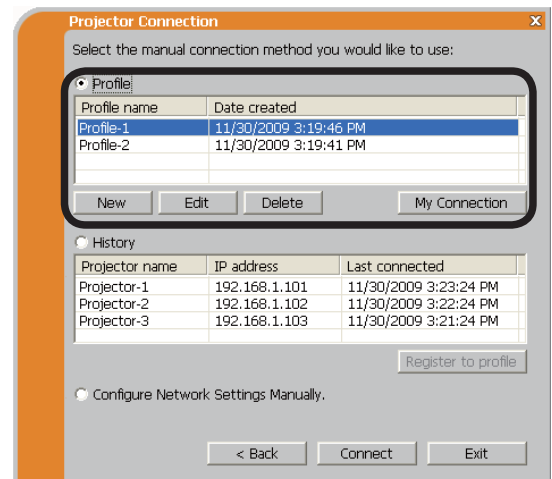 Projector Connection X
Select the manual connection method you would like to use:
Profile
Profile name Date created
Profile-1 11/30/2009 3:19:46 PM
Profile-2 11/30/2009 3:19:41 PM
New Edit Delete My Connection
History
Projector name IP address Last connected
Projector-1 192.168.1.101 11/30/2009 3:23:24 PM
Projector-2 192.168.1.102 11/30/2009 3:22:24 PM
Projector-3 192.168.1.103 11/30/2009 3:21:24 PM
Register to profile
Configure Network Settings Manually.
< Back Connect Exit